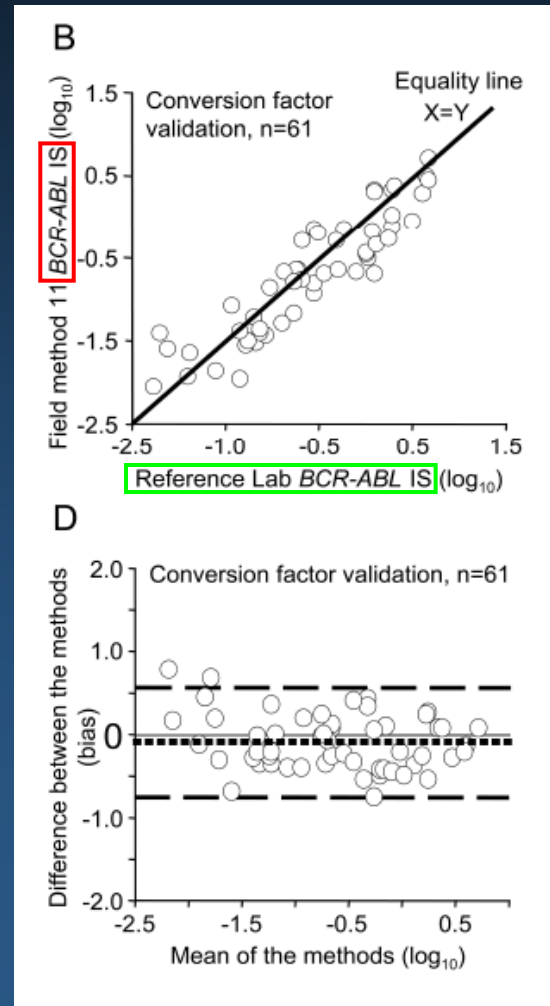 B
Equality line
X=Y
Conversion factor
validation, n=61
Field method 11 BCR-ABL IS (log₁₀)
1.5
0.5
-0.5
-1.5
-2.5
-2.5 -1.0 -0.5 0.5 1.5
Reference Lab BCR-ABL IS (log₁₀)
D
Conversion factor validation, n=61
Difference between the methods
(bias)
2.0
1.0
0
-1.0
-2.0
-2.5 -1.5 -0.5 0.5
Mean of the methods (log₁₀)